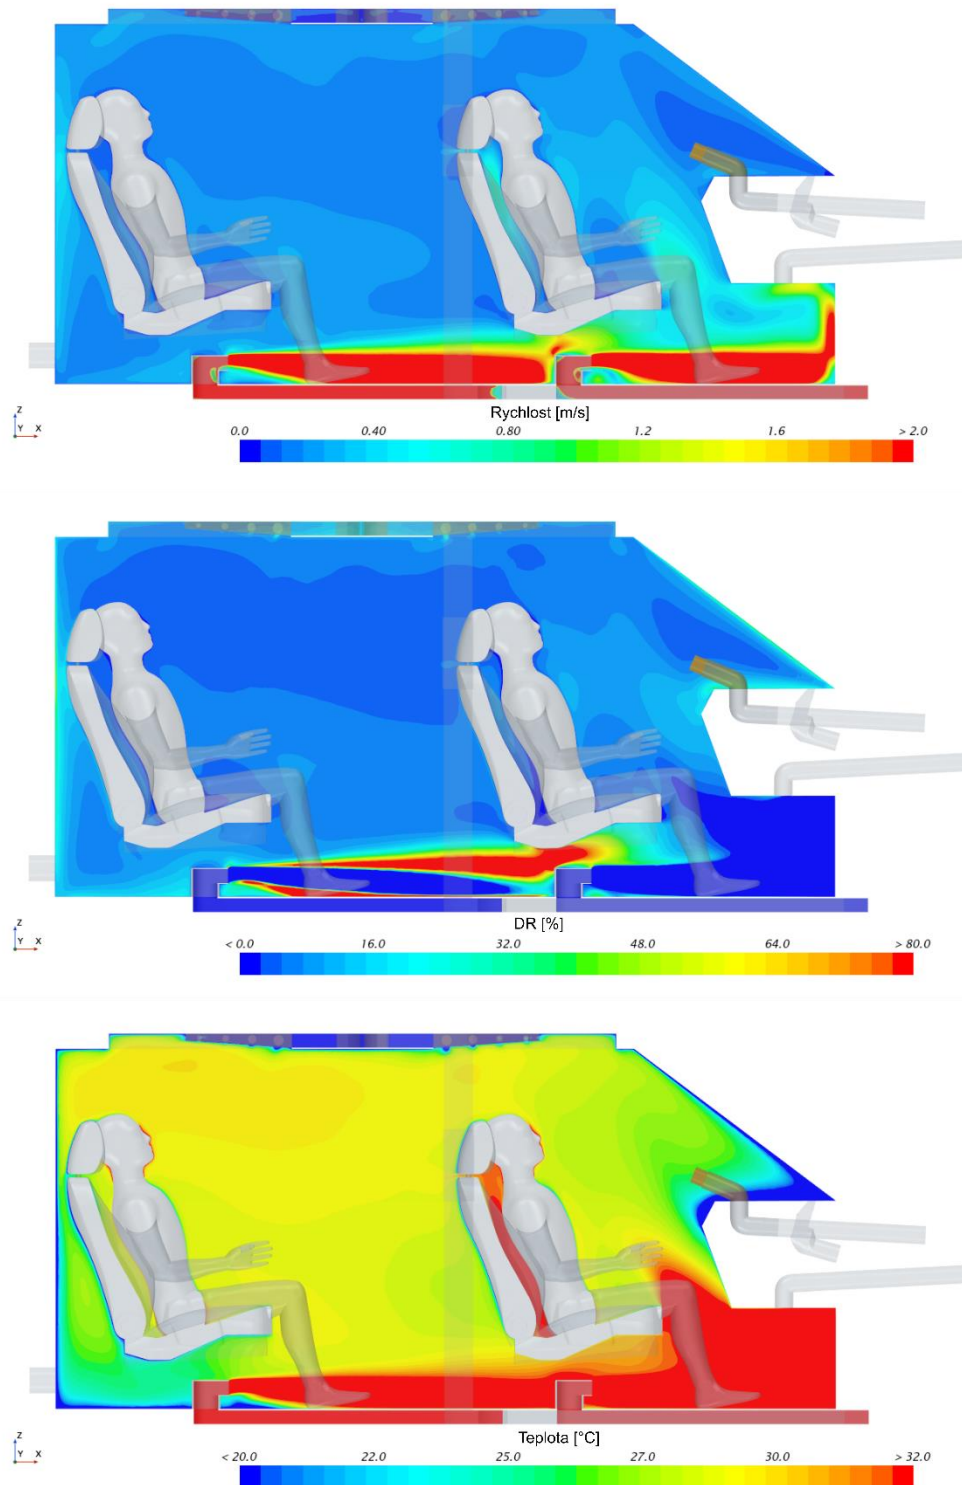 Z
Y X
Rychlost [m/s]
0.0 0.40 0.80 1.2 1.6 > 2.0
Z
Y X
DR [%]
< 0.0 16.0 32.0 48.0 64.0 > 80.0
Z
Y X
Teplota [°C]
< 20.0 22.0 25.0 27.0 30.0 > 32.0